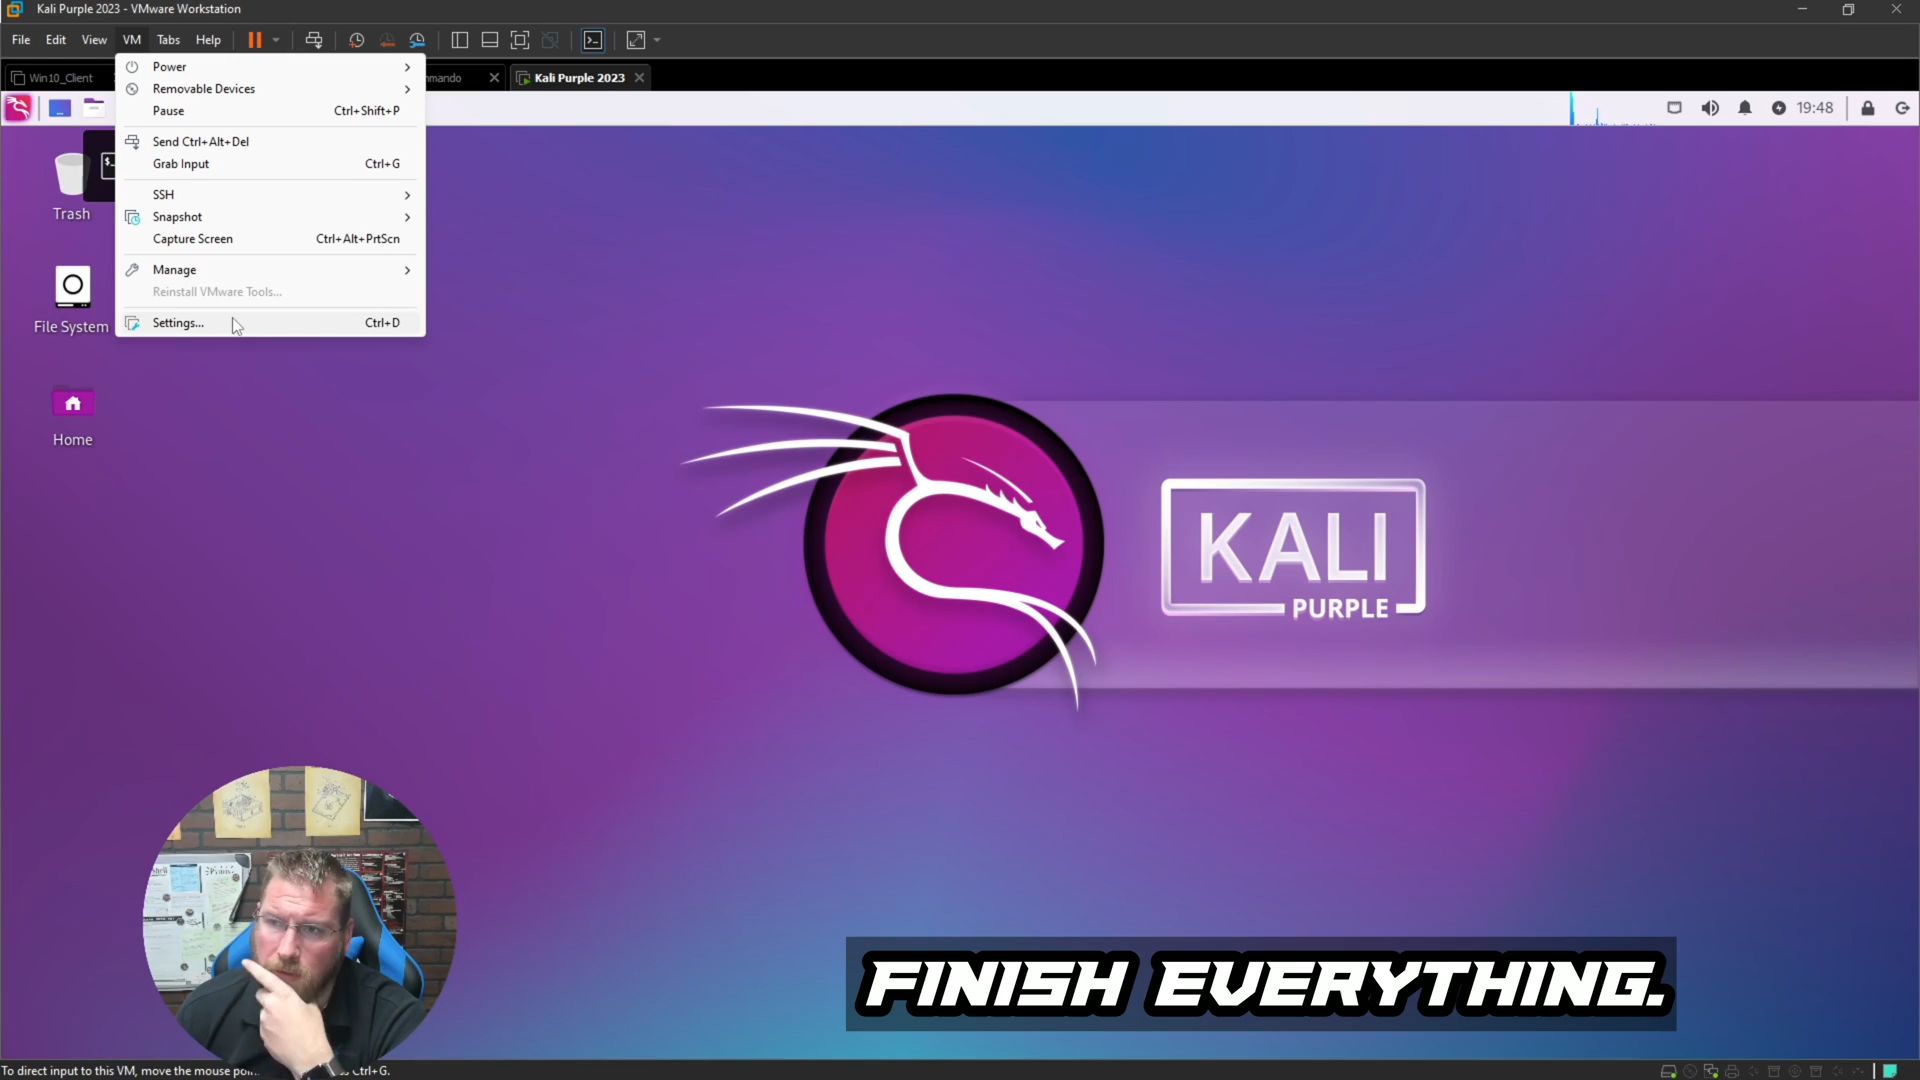 Kali Purple 2023 - VMware Workstation
File Edit View VM Tabs Help
Win10_Client mmando Kali Purple 2023
19:48
Power
Removable Devices
Pause Ctrl+Shift+P
Send Ctrl+Alt+Del
Grab Input Ctrl+G
SSH
Snapshot
Capture Screen Ctrl+Alt+PrtScn
Manage
Reinstall VMware Tools...
Settings... Ctrl+D
Trash
File System
Home
KALI
PURPLE
FINISH EVERYTHING.
To direct input to this VM, move the mouse Ctrl+G.